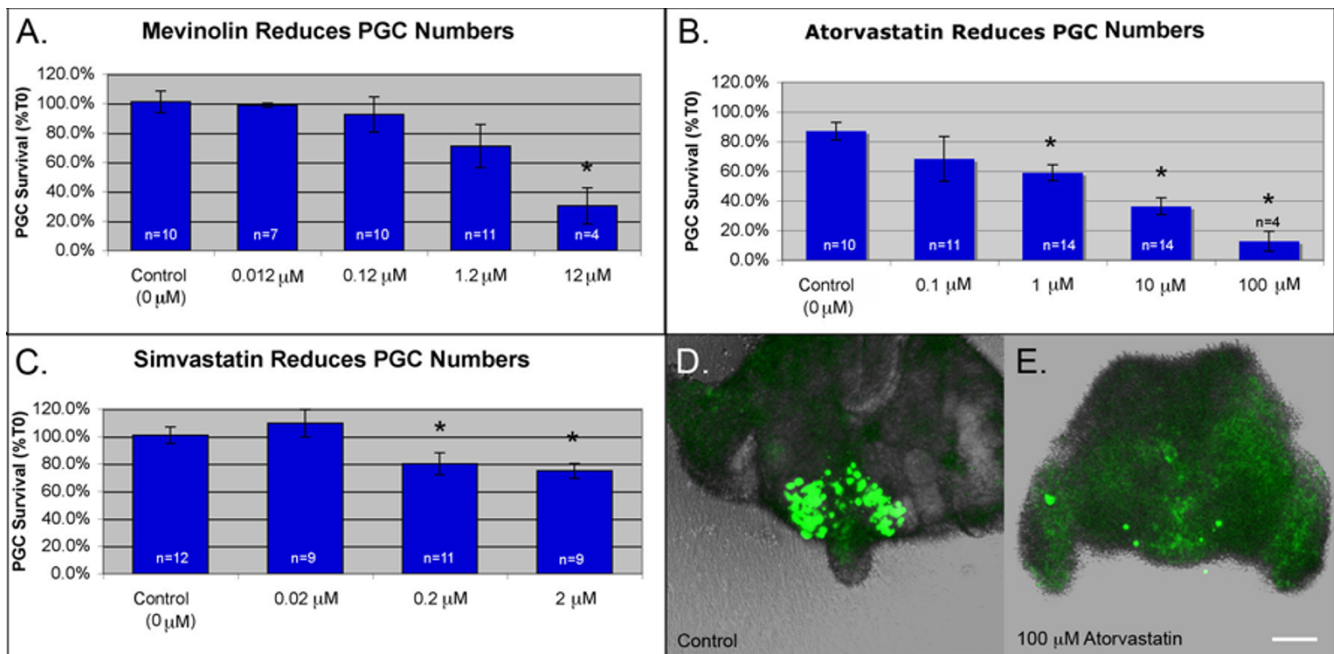 A.
Mevinolin Reduces PGC Numbers
PGC Survival (%T0)
120.0%
100.0%
80.0%
60.0%
40.0%
20.0%
0.0%
n=10
n=7
n=10
n=11
*
n=4
Control
(0 μM)
0.012 μM
0.12 μM
1.2 μM
12 μM
B.
Atorvastatin Reduces PGC Numbers
PGC Survival (%T0)
120.0%
100.0%
80.0%
60.0%
40.0%
20.0%
0.0%
n=10
n=11
*
n=14
*
n=14
*
n=4
Control
(0 μM)
0.1 μM
1 μM
10 μM
100 μM
C.
Simvastatin Reduces PGC Numbers
PGC Survival (%T0)
120.0%
100.0%
80.0%
60.0%
40.0%
20.0%
0.0%
n=12
n=9
*
n=11
*
n=9
Control
(0 μM)
0.02 μM
0.2 μM
2 μM
D.
Control
E.
100 μM Atorvastatin